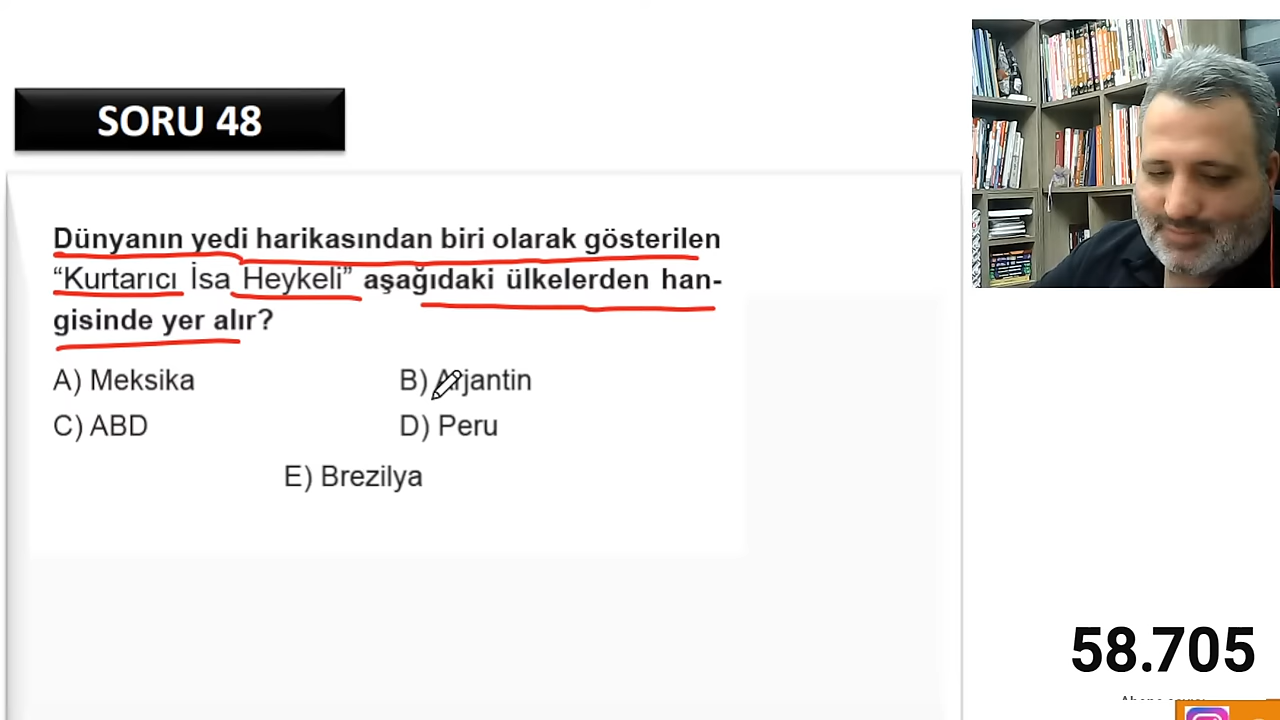 SORU 48
Dünyanın yedi harikasından biri olarak gösterilen
“Kurtarıcı İsa Heykeli” aşağıdaki ülkelerden han-
gisinde yer alır?
A) Meksika
B) Arjantin
C) ABD
D) Peru
E) Brezilya
58.705